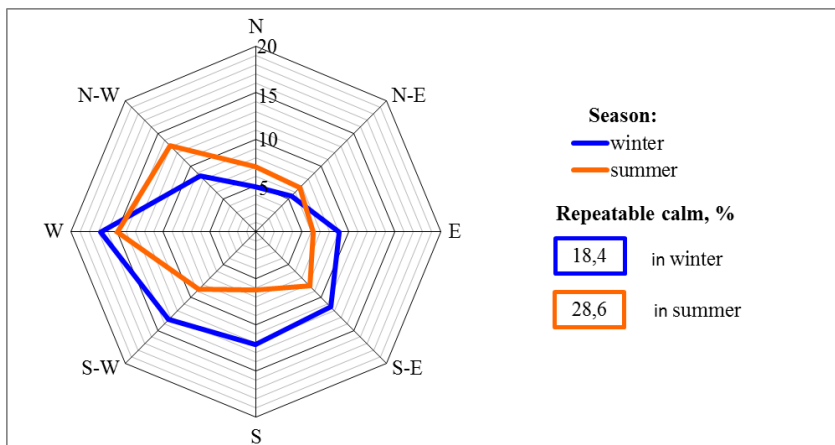 N
20
N-W
N-E
15
10
5
W
E
S-W
S-E
S
Season:
winter
summer
Repeatable calm, %
18,4 in winter
28,6 in summer